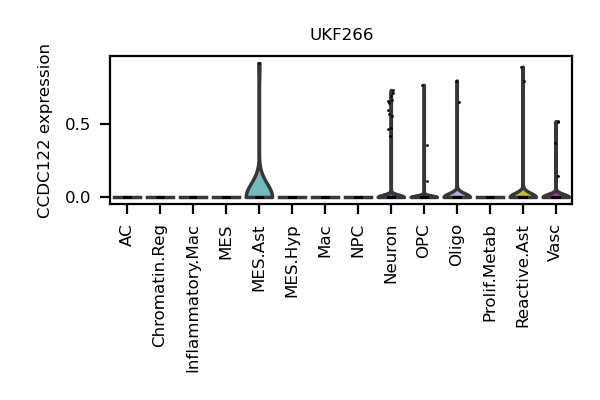 UKF266
CCDC122 expression
0.5
0.0
AC
Chromatin.Reg
Inflammatory.Mac
MES
MES.Ast
MES.Hyp
Mac
NPC
Neuron
OPC
Oligo
Prolif.Metab
Reactive.Ast
Vasc